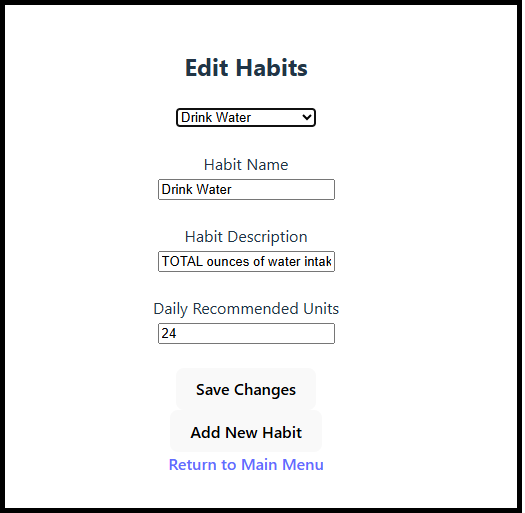 Edit Habits
Drink Water
Habit Name
Drink Water
Habit Description
TOTAL ounces of water intak
Daily Recommended Units
24
Save Changes
Add New Habit
Return to Main Menu